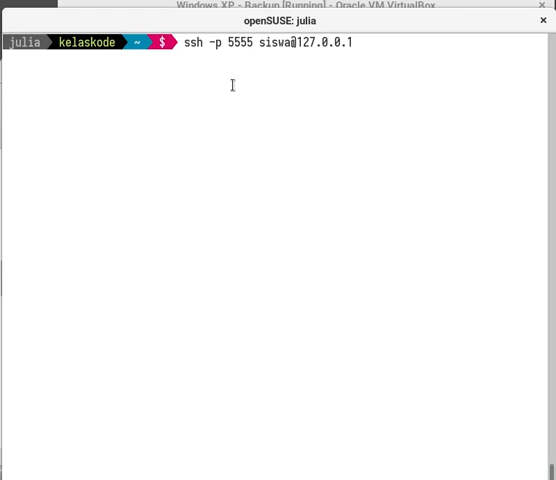 Windows XP - Backup [Running] - Oracle VM VirtualBox
openSUSE: julia
julia kelaskode ~ $ ssh -p 5555 siswa@127.0.0.1